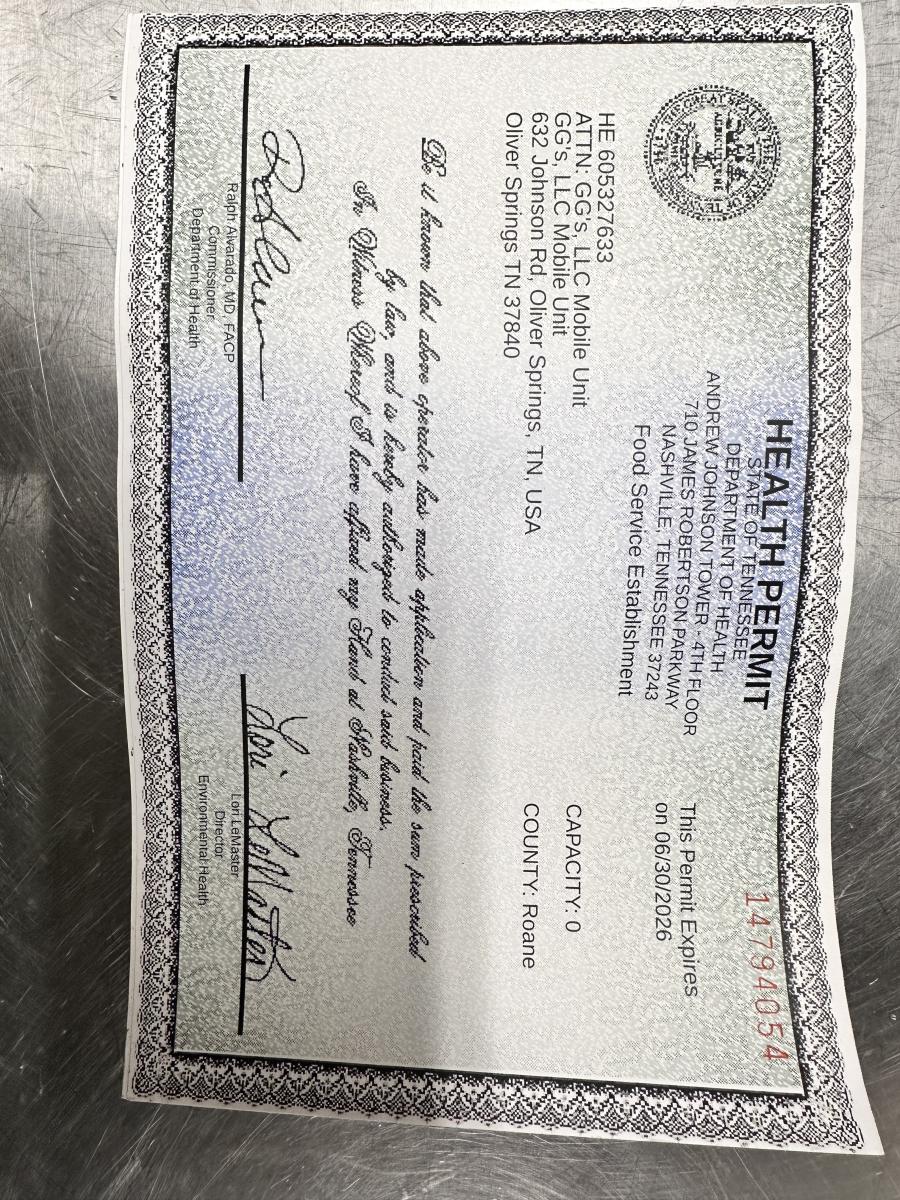 14794054
HEALTH PERMIT
STATE OF TENNESSEE
DEPARTMENT OF HEALTH
ANDREW JOHNSON TOWER - 4TH FLOOR
710 JAMES ROBERTSON PARKWAY
NASHVILLE, TENNESSEE 37243
Food Service Establishment
This Permit Expires
on 06/30/2026
HE 605327633
ATTN: GG's, LLC Mobile Unit
GG's, LLC Mobile Unit
632 Johnson Rd, Oliver Springs, TN, USA
Oliver Springs TN 37840
CAPACITY: 0
COUNTY: Roane
Be it known that above operator has made application and paid the sum prescribed
by law, and is hereby authorized to conduct said business.
In Witness Whereof I have affixed my Hand at Nashville, Tennessee
Ralph Alvarado, MD, FACP
Commissioner
Department of Health
Lori LeMaster
Lori LeMaster
Director
Environmental Health